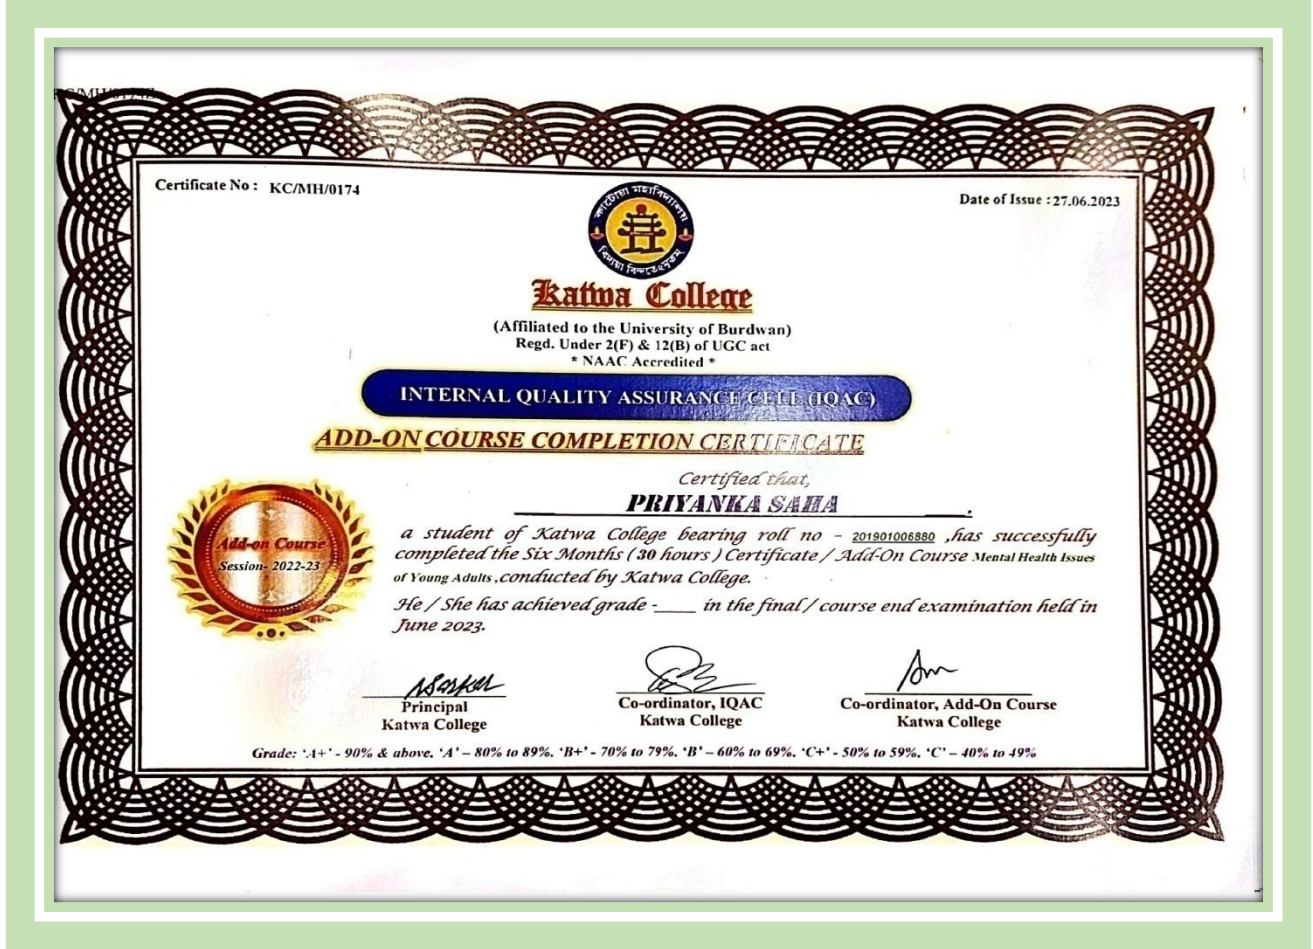 Certificate No : KC/MH/0174
Date of Issue : 27.06.2023
কাটোয়া মহাবিদ্যালয়
Katwa College
(Affiliated to the University of Burdwan)
Regd. Under 2(F) & 12(B) of UGC act
* NAAC Accredited *
INTERNAL QUALITY ASSURANCE CELL (IQAC)
ADD-ON COURSE COMPLETION CERTIFICATE
Certified that,
PRIYANKA SAHA.
Add-on Course
Session- 2022-23
a student of Katwa College bearing roll no – 201901006880 ,has successfully
completed the Six Months ( 30 hours ) Certificate / Add-On Course Mental Health Issues
of Young Adults ,conducted by Katwa College.
He / She has achieved grade -____ in the final / course end examination held in
June 2023.
Principal
Katwa College
Co-ordinator, IQAC
Katwa College
Co-ordinator, Add-On Course
Katwa College
Grade: ‘A+’ - 90% & above, ‘A’ – 80% to 89%, ‘B+’ - 70% to 79%, ‘B’ – 60% to 69%, ‘C+’ - 50% to 59%, ‘C’ – 40% to 49%